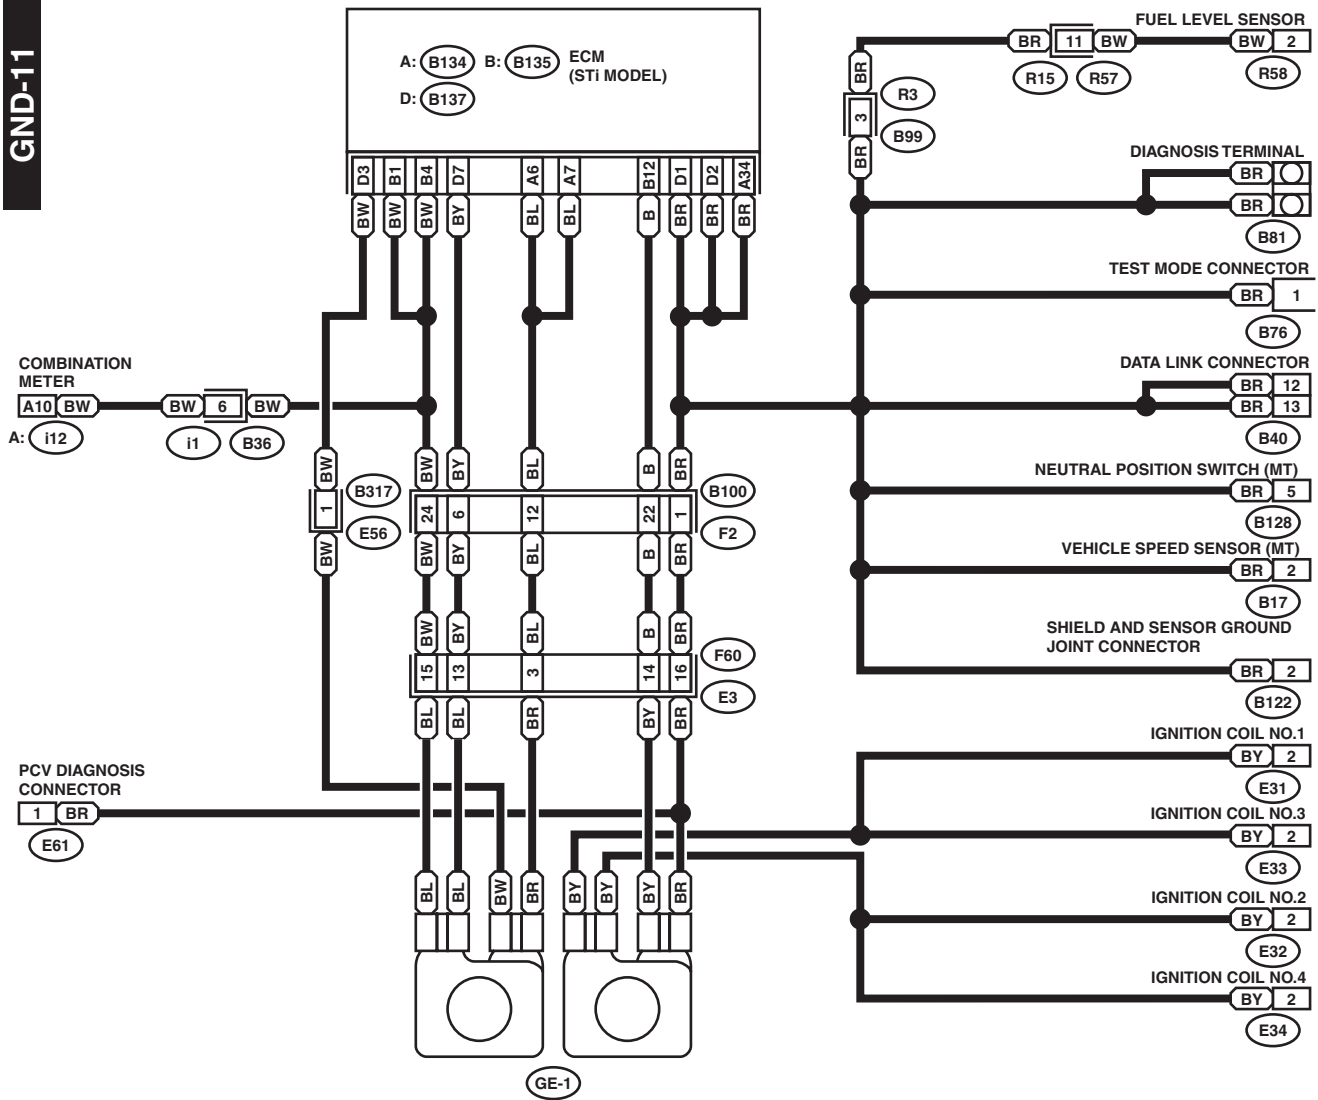 GND-11
A: B134 B: B135 ECM
(STi MODEL)
D: B137
D3 B1 B4 D7 A6 A7 B12 D1 D2 A34
BW BW BW BY BL BL B BR BR BR
FUEL LEVEL SENSOR
BR 11 BW BW 2
R15 R57 R58
BR
R3
3
B99
BR
DIAGNOSIS TERMINAL
BR
BR
B81
TEST MODE CONNECTOR
BR 1
B76
COMBINATION
METER
A10 BW BW 6 BW
A: i12 i1 B36
DATA LINK CONNECTOR
BR 12
BR 13
B40
BW BW BY BL B BR
B317
1
E56
BW
B100
24 6 12 22 1
F2
BW BY BL B BR
NEUTRAL POSITION SWITCH (MT)
BR 5
B128
VEHICLE SPEED SENSOR (MT)
BR 2
B17
BW BY BL B BR
F60
15 13 3 14 16
E3
BL BL BR BY BR
SHIELD AND SENSOR GROUND
JOINT CONNECTOR
BR 2
B122
PCV DIAGNOSIS
CONNECTOR
1 BR
E61
IGNITION COIL NO.1
BY 2
E31
IGNITION COIL NO.3
BY 2
E33
BL BL BW BR BY BY BY BR
IGNITION COIL NO.2
BY 2
E32
IGNITION COIL NO.4
BY 2
E34
GE-1